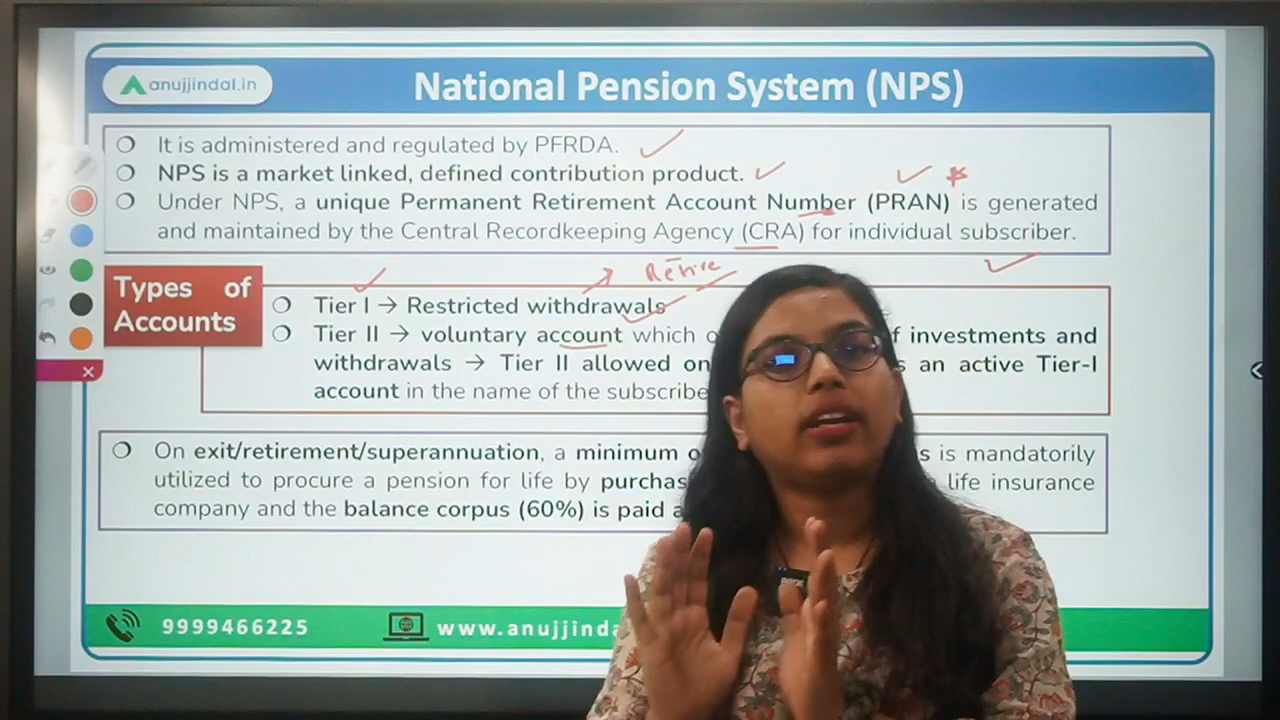 anujjindal.in
National Pension System (NPS)
It is administered and regulated by PFRDA.
NPS is a market linked, defined contribution product.
Under NPS, a unique Permanent Retirement Account Number (PRAN) is generated
and maintained by the Central Recordkeeping Agency (CRA) for individual subscriber.
Retire
Types of
Accounts
Tier I → Restricted withdrawals
Tier II → voluntary account which f investments and
withdrawals → Tier II allowed on s an active Tier-I
account in the name of the subscribe
On exit/retirement/superannuation, a minimum o s is mandatorily
utilized to procure a pension for life by purchas life insurance
company and the balance corpus (60%) is paid a
9999466225
www.anujjinda